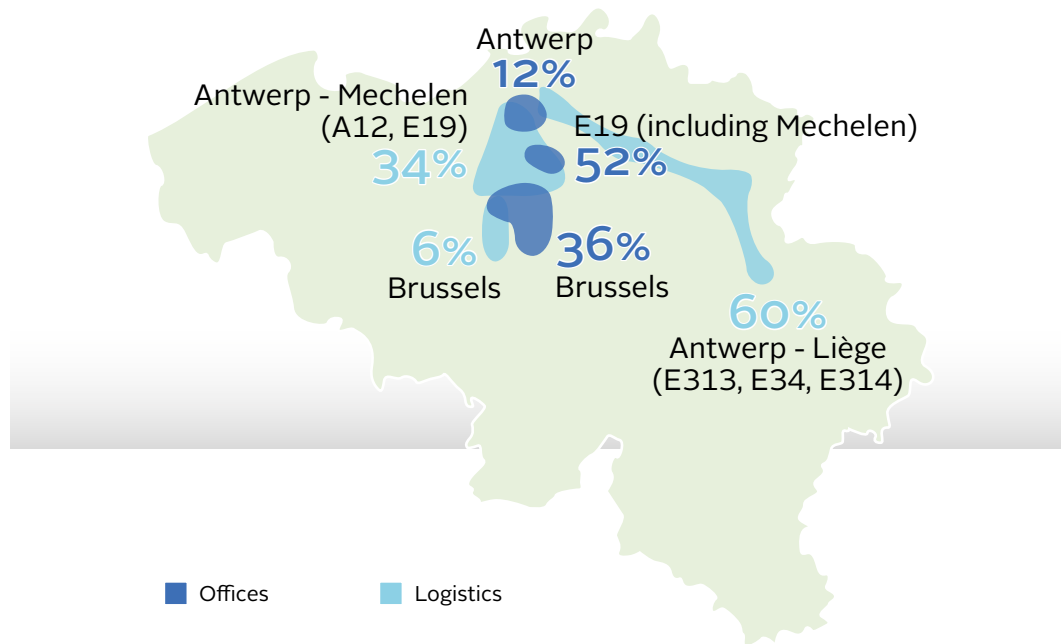 Antwerp
12%
Antwerp - Mechelen
(A12, E19)
34%
E19 (including Mechelen)
52%
6%
Brussels
36%
Brussels
60%
Antwerp - Liège
(E313, E34, E314)
Offices
Logistics